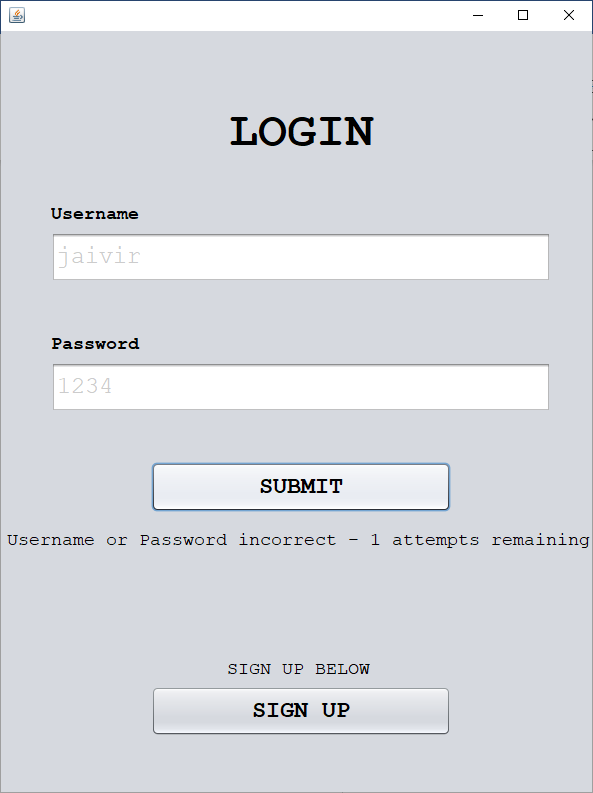 LOGIN
Username
jaivir
Password
1234
SUBMIT
Username or Password incorrect - 1 attempts remaining
SIGN UP BELOW
SIGN UP